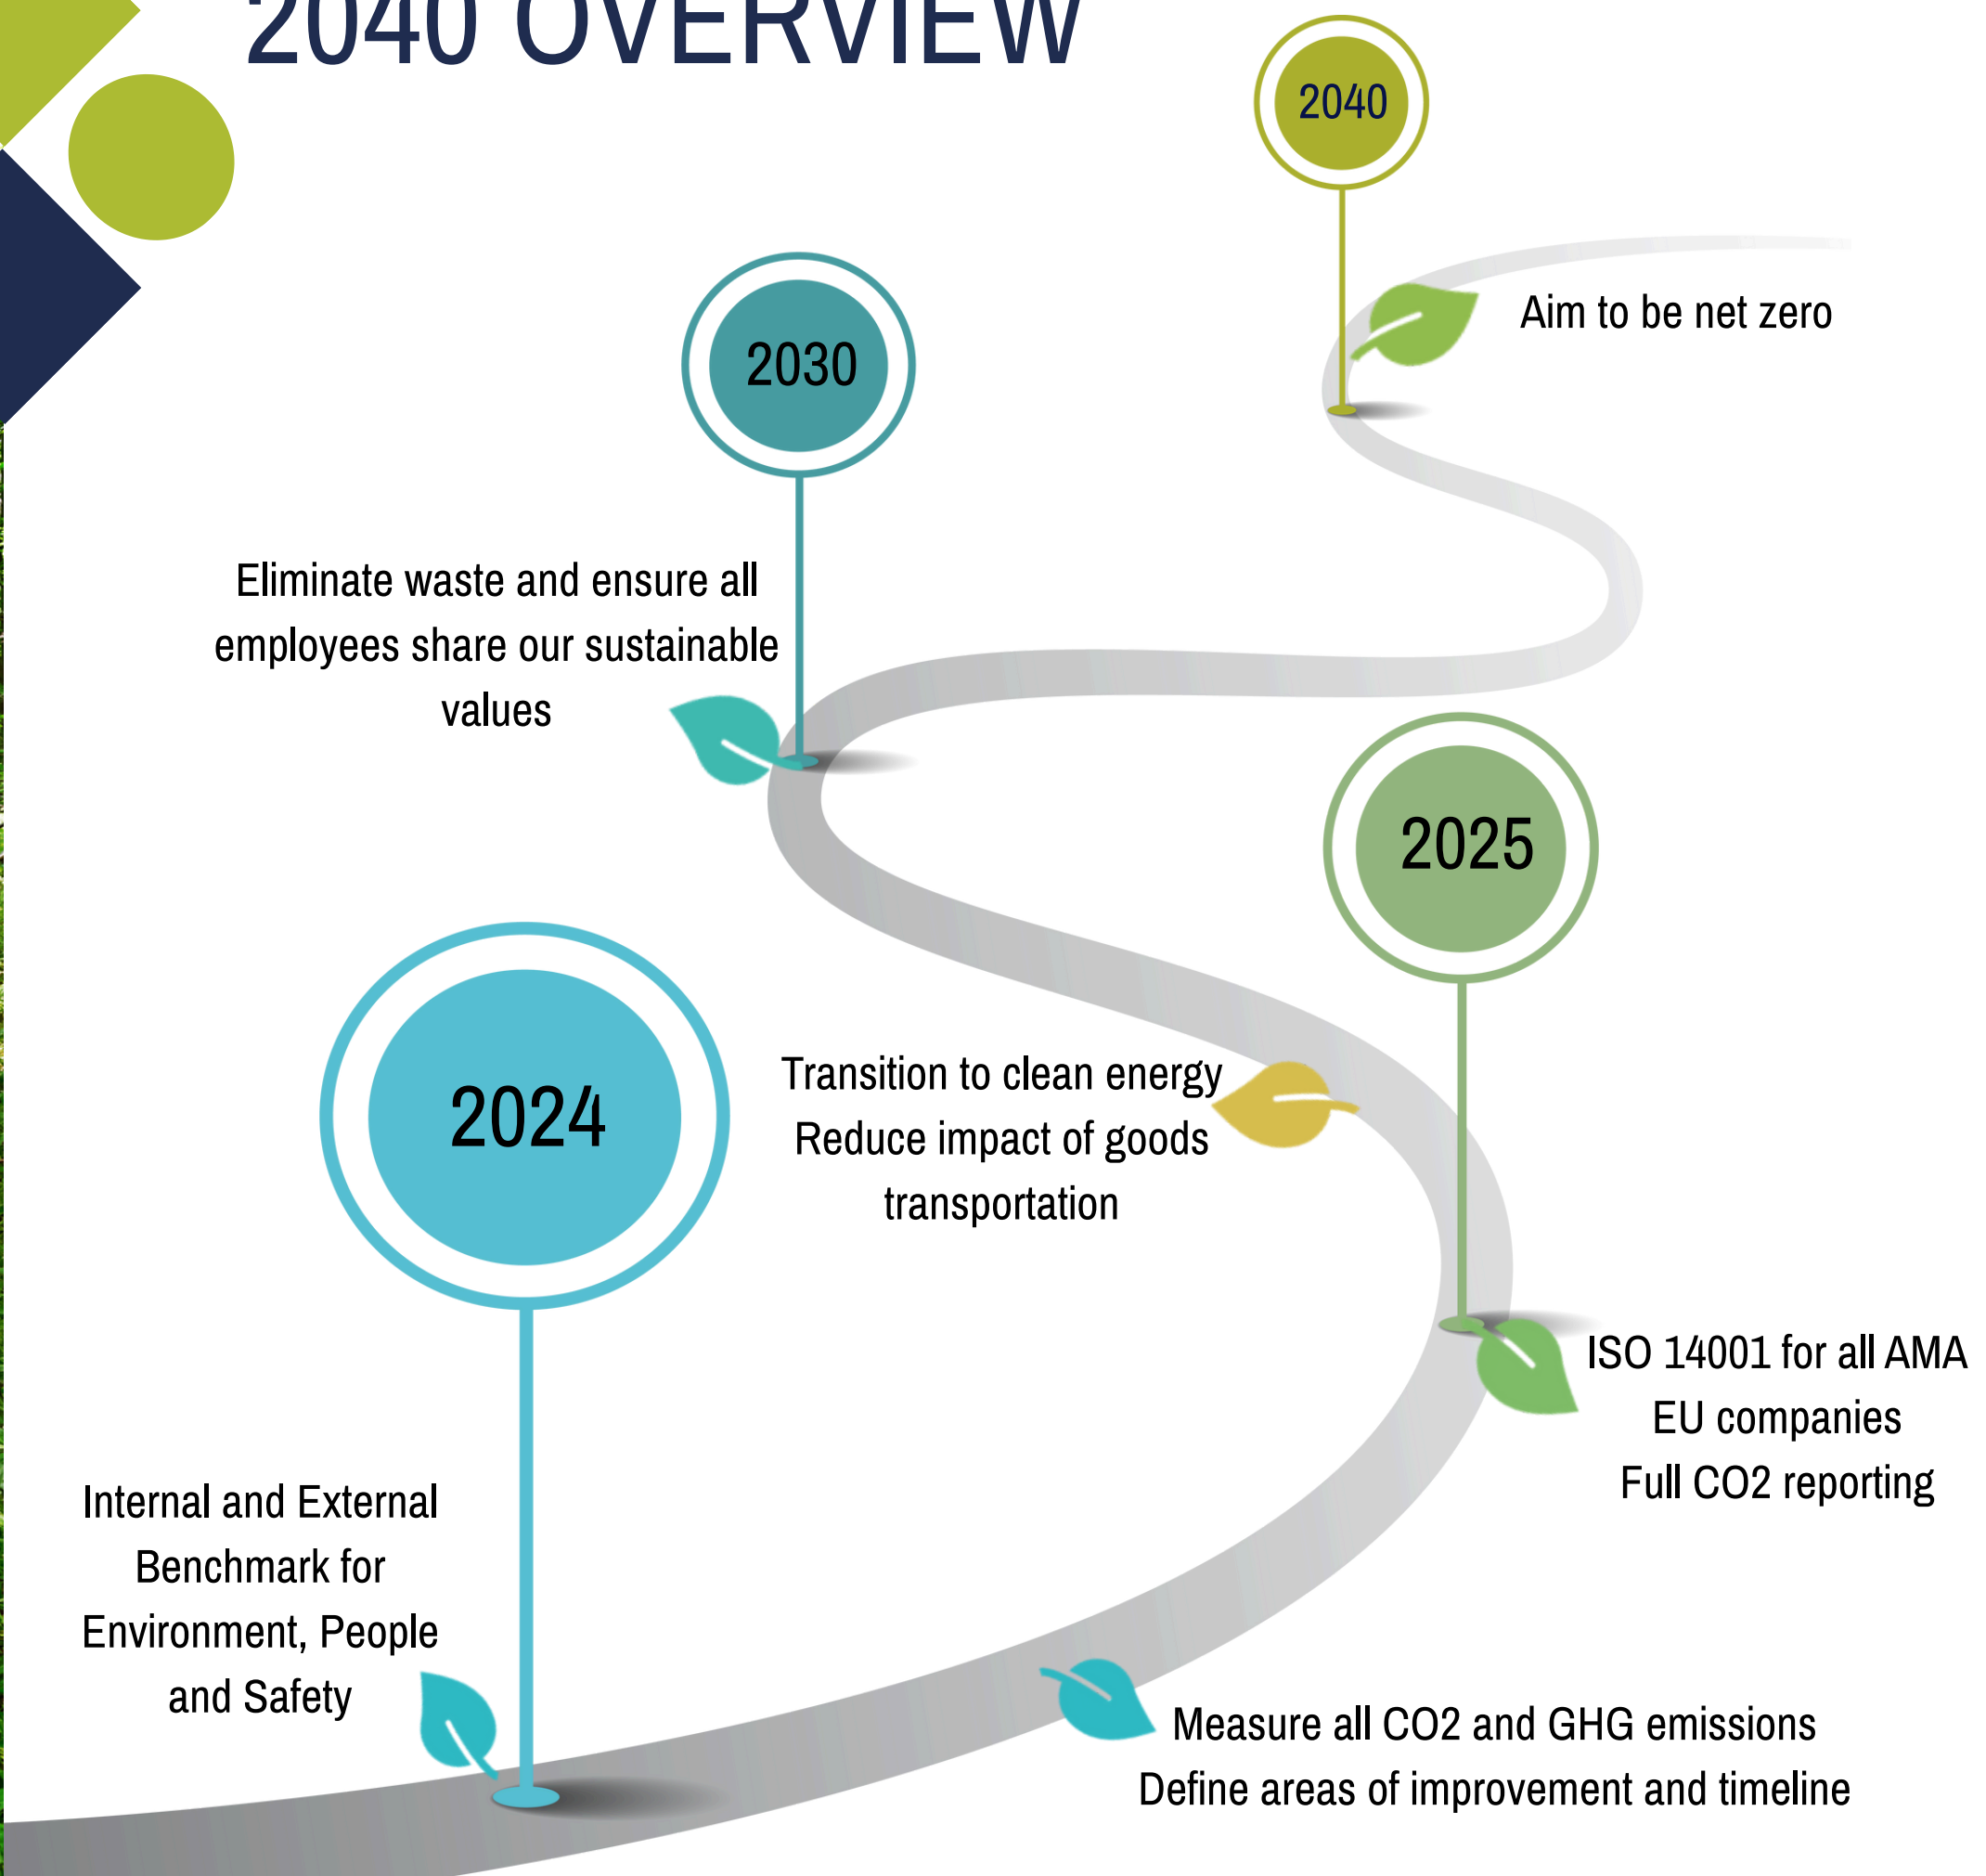 2040 OVERVIEW
2040
Aim to be net zero
2030
Eliminate waste and ensure all
employees share our sustainable
values
2025
2024
Transition to clean energy
Reduce impact of goods
transportation
ISO 14001 for all AMA
EU companies
Full CO2 reporting
Internal and External
Benchmark for
Environment, People
and Safety
Measure all CO2 and GHG emissions
Define areas of improvement and timeline